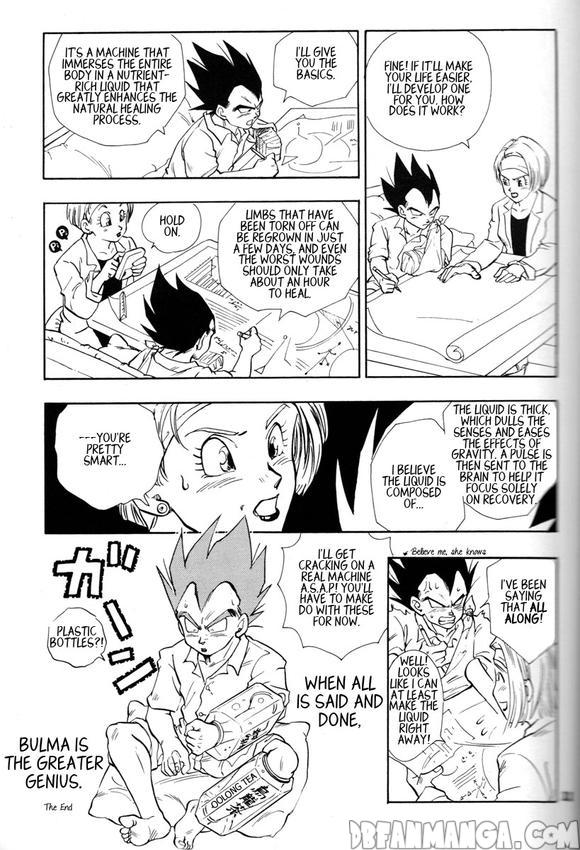 FINE! IF IT'LL MAKE
YOUR LIFE EASIER,
I'LL DEVELOP ONE
FOR YOU. HOW
DOES IT WORK?
I'LL GIVE
YOU THE
BASICS.
IT'S A MACHINE THAT
IMMERSES THE ENTIRE
BODY IN A NUTRIENT-
RICH LIQUID THAT
GREATLY ENHANCES THE
NATURAL HEALING
PROCESS.
LIMBS THAT HAVE
BEEN TORN OFF CAN
BE REGROWN IN JUST
A FEW DAYS, AND EVEN
THE WORST WOUNDS
SHOULD ONLY TAKE
ABOUT AN HOUR
TO HEAL.
HOLD
ON.
? ?
THE LIQUID IS THICK,
WHICH DULLS THE
SENSES AND EASES
THE EFFECTS OF
GRAVITY. A PULSE IS
THEN SENT TO THE
BRAIN TO HELP IT
FOCUS SOLELY
ON RECOVERY.
I BELIEVE
THE LIQUID IS
COMPOSED
OF...
---YOU'RE
PRETTY
SMART...
♥ Believe me, she knows
I'VE BEEN
SAYING
THAT ALL
ALONG!
WELL!
LOOKS
LIKE I CAN
AT LEAST
MAKE THE
LIQUID
RIGHT
AWAY!
I'LL GET
CRACKING ON A
REAL MACHINE
A.S.A.P! YOU'LL
HAVE TO MAKE
DO WITH THESE
FOR NOW.
ガーン
PLASTIC
BOTTLES?!
OOLONG TEA
烏龍茶
WHEN ALL
IS SAID AND
DONE,
BULMA IS
THE GREATER
GENIUS.
The End
DBFANMANGA.COM